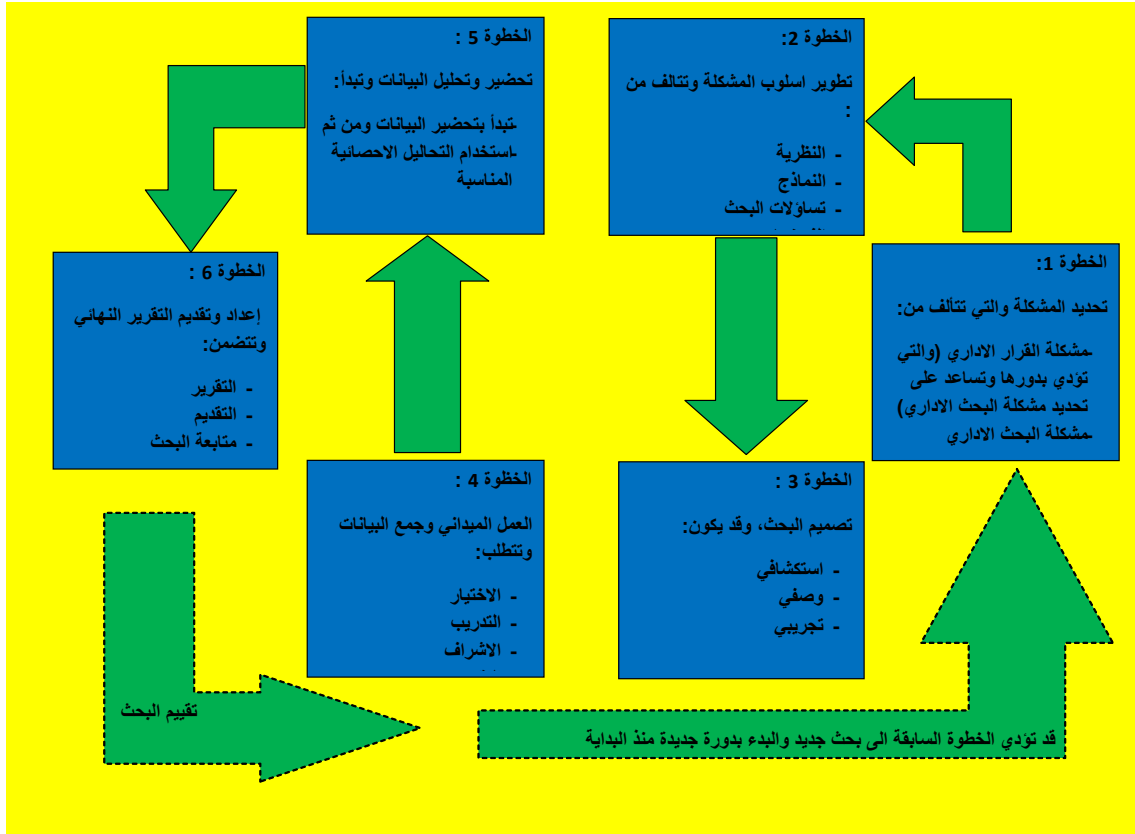 الخطوة 1:
تحديد المشكلة والتي تتألف من:
-مشكلة القرار الاداري (والتي
تؤدي بدورها وتساعد على
تحديد مشكلة البحث الاداري)
-مشكلة البحث الاداري
الخطوة 2:
تطوير اسلوب المشكلة وتتالف من
:
- النظرية
- النماذج
- تساؤلات البحث
الخطوة 3 :
تصميم البحث، وقد يكون:
- استكشافي
- وصفي
- تجريبي
الخظوة 4 :
العمل الميداني وجمع البيانات
وتتطلب:
- الاختيار
- التدريب
- الاشراف
الخطوة 5 :
تحضير وتحليل البيانات وتبدأ:
-تبدأ بتحضير البيانات ومن ثم
-استخدام التحاليل الاحصائية
المناسبة
الخطوة 6 :
إعداد وتقديم التقرير النهائي
وتتضمن:
- التقرير
- التقديم
- متابعة البحث
تقييم البحث
قد تؤدي الخطوة السابقة الى بحث جديد والبدء بدورة جديدة منذ البداية